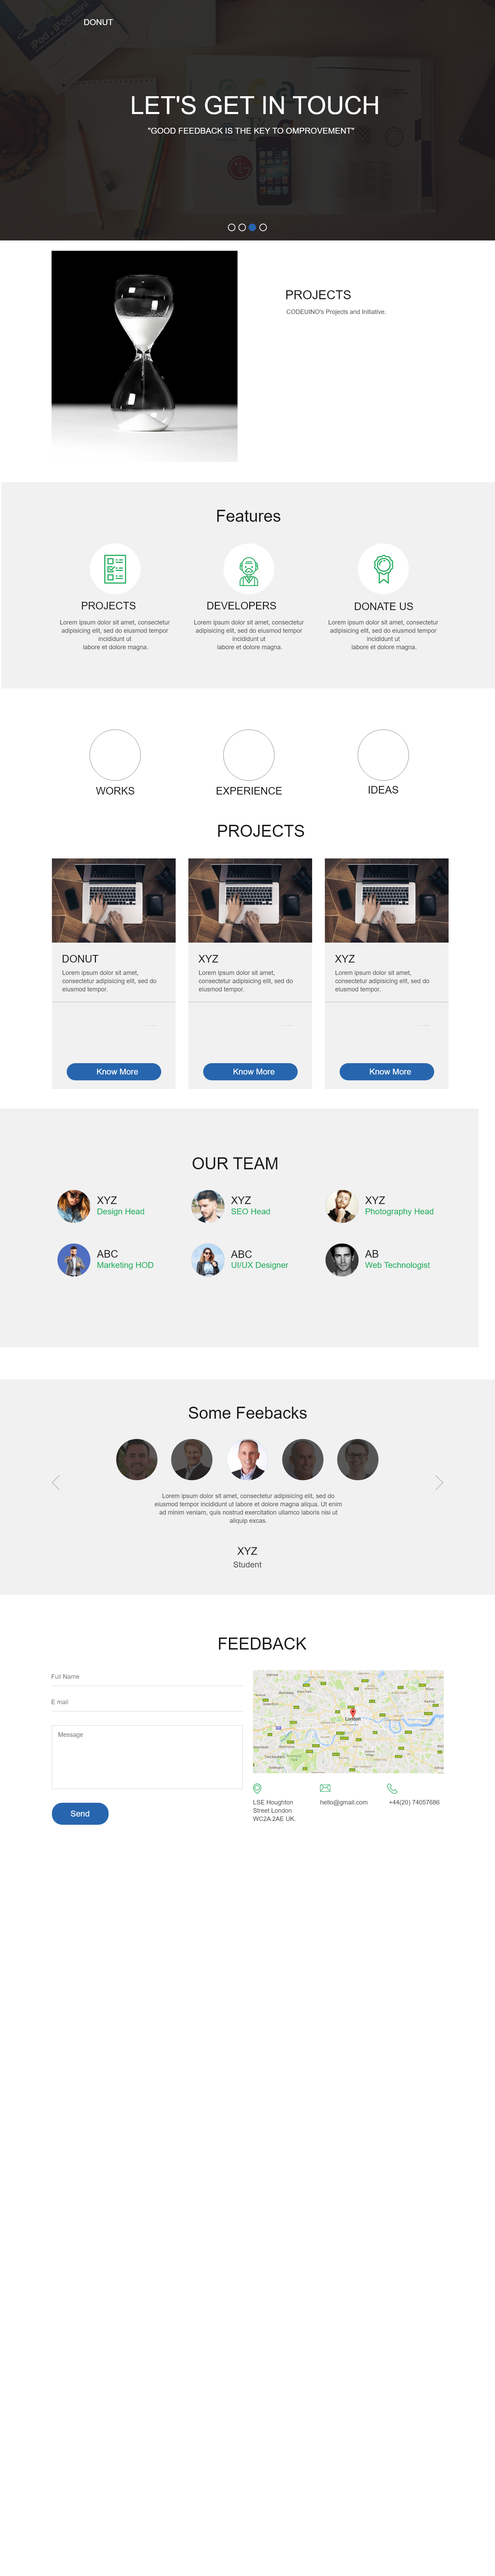 iPod + iPod mini
DONUT
LET'S GET IN TOUCH
"GOOD FEEDBACK IS THE KEY TO OMPROVEMENT"
PROJECTS
CODEUINO's Projects and Initiative.
Features
PROJECTS
Lorem ipsum dolor sit amet, consectetur
adipisicing elit, sed do eiusmod tempor
incididunt ut
labore et dolore magna.
DEVELOPERS
Lorem ipsum dolor sit amet, consectetur
adipisicing elit, sed do eiusmod tempor
incididunt ut
labore et dolore magna.
DONATE US
Lorem ipsum dolor sit amet, consectetur
adipisicing elit, sed do eiusmod tempor
incididunt ut
labore et dolore magna.
WORKS
EXPERIENCE
IDEAS
PROJECTS
DONUT
Lorem ipsum dolor sit amet,
consectetur adipisicing elit, sed do
eiusmod tempor.
Know More
XYZ
Lorem ipsum dolor sit amet,
consectetur adipisicing elit, sed do
eiusmod tempor.
Know More
XYZ
Lorem ipsum dolor sit amet,
consectetur adipisicing elit, sed do
eiusmod tempor.
Know More
OUR TEAM
XYZ
Design Head
XYZ
SEO Head
XYZ
Photography Head
ABC
Marketing HOD
ABC
UI/UX Designer
AB
Web Technologist
Some Feebacks
Lorem ipsum dolor sit amet, consectetur adipisicing elit, sed do
eiusmod tempor incididunt ut labore et dolore magna aliqua. Ut enim
ad minim veniam, quis nostrud exercitation ullamco laboris nisi ut
aliquip excas.
XYZ
Student
FEEDBACK
Full Name
E mail
Message
Send
London
LSE Houghton
Street London
WC2A 2AE UK.
hello@gmail.com
+44(20) 74057686